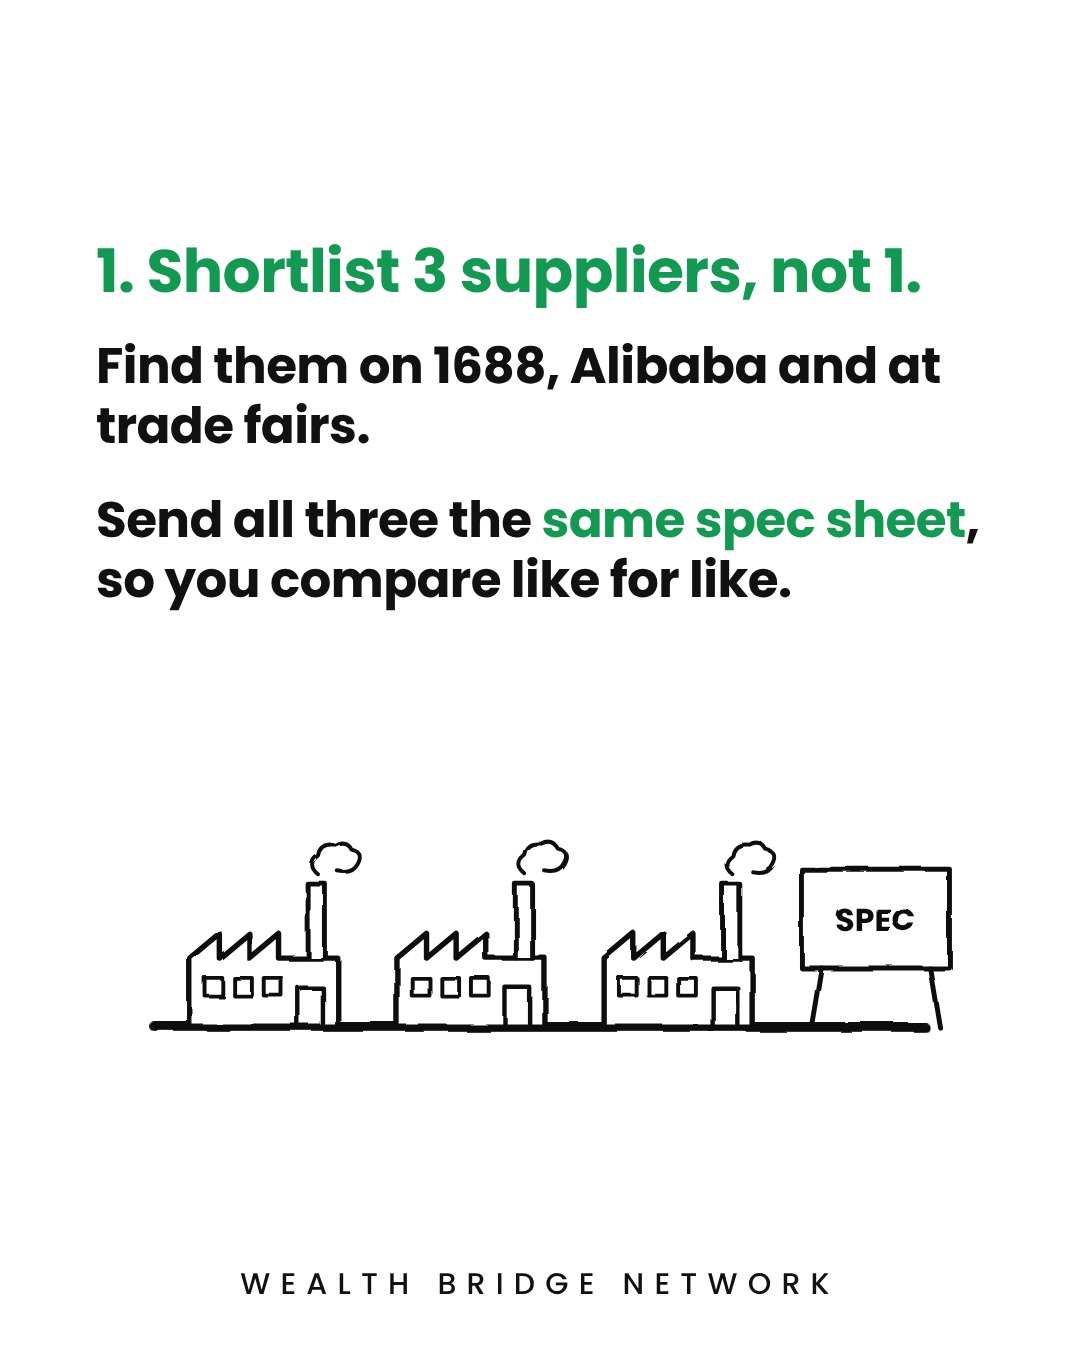 1. Shortlist 3 suppliers, not 1.
Find them on 1688, Alibaba and at
trade fairs.
Send all three the same spec sheet,
so you compare like for like.
SPEC
WEALTH BRIDGE NETWORK